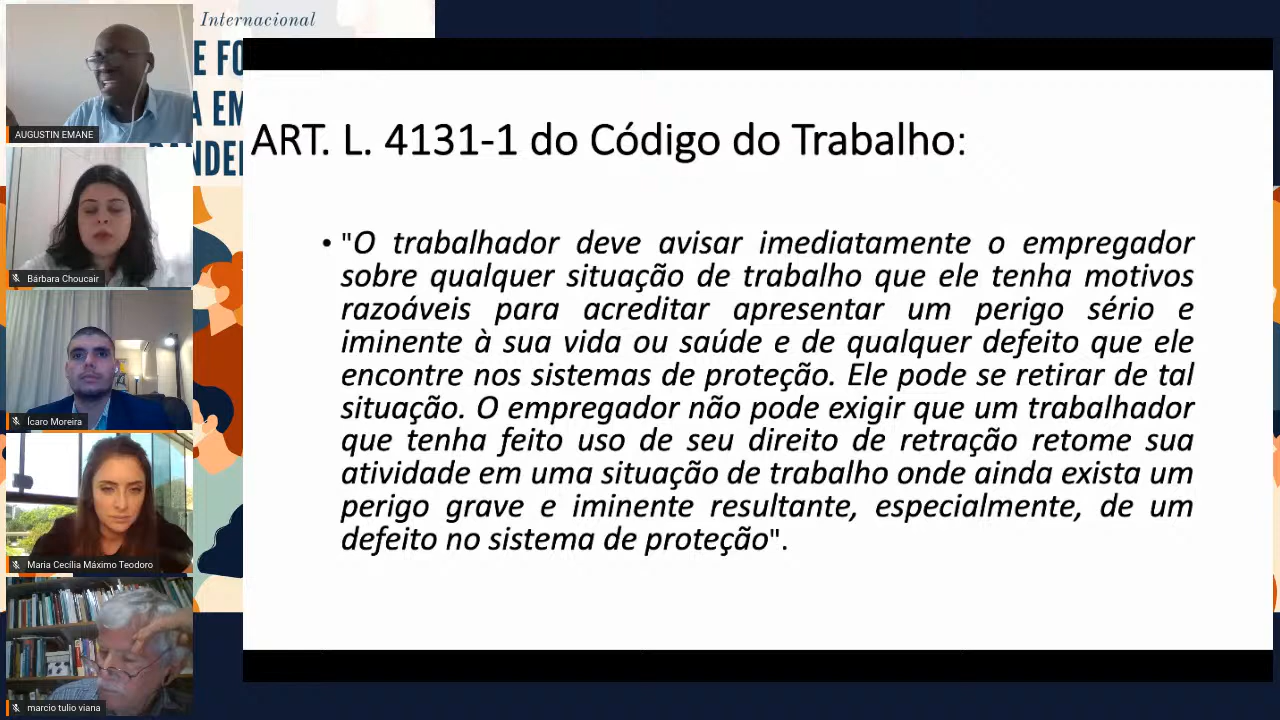 Internacional
E FO
A EM
NDE
AUGUSTIN EMANE
Bárbara Choucair
Ícaro Moreira
Maria Cecília Máximo Teodoro
marcio tulio viana
ART. L. 4131-1 do Código do Trabalho:
• "O trabalhador deve avisar imediatamente o empregador
sobre qualquer situação de trabalho que ele tenha motivos
razoáveis para acreditar apresentar um perigo sério e
iminente à sua vida ou saúde e de qualquer defeito que ele
encontre nos sistemas de proteção. Ele pode se retirar de tal
situação. O empregador não pode exigir que um trabalhador
que tenha feito uso de seu direito de retração retome sua
atividade em uma situação de trabalho onde ainda exista um
perigo grave e iminente resultante, especialmente, de um
defeito no sistema de proteção".